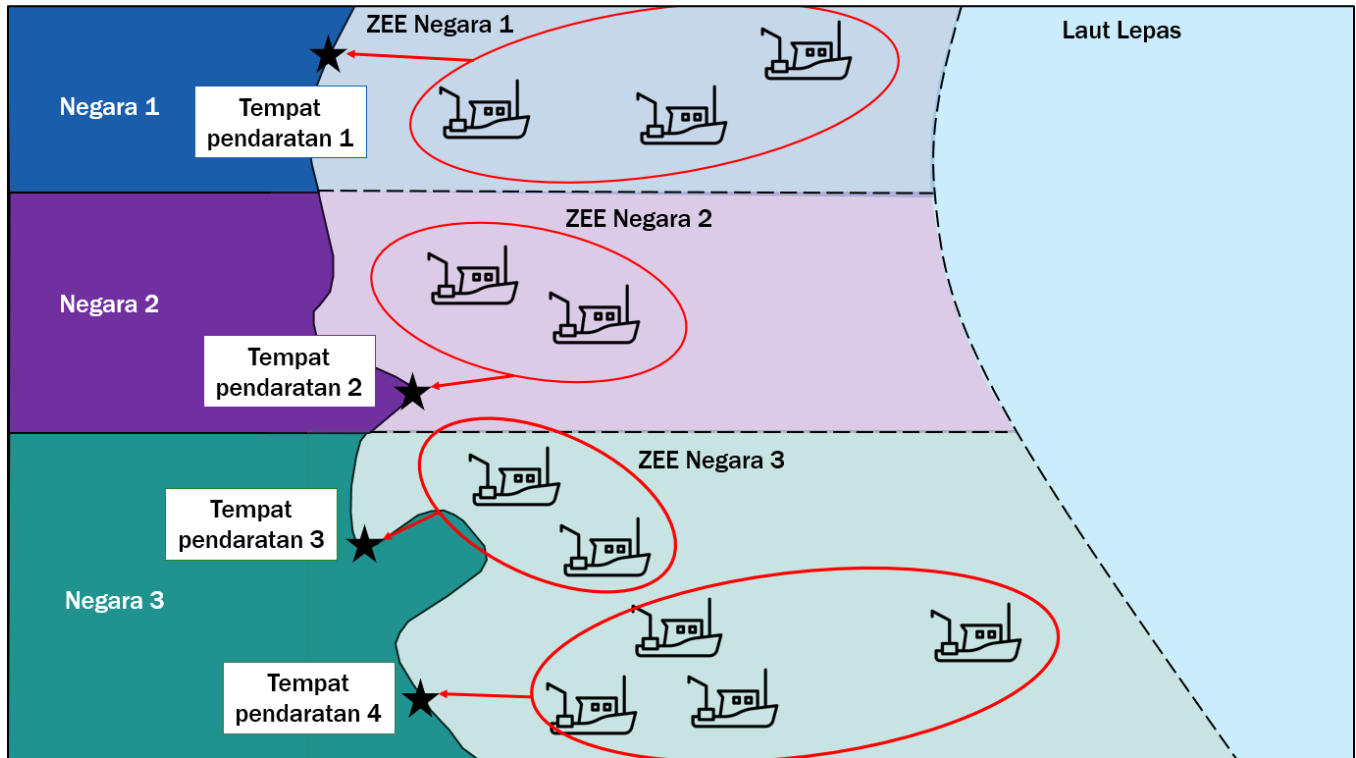 ZEE Negara 1
Laut Lepas
Negara 1
Tempat
pendaratan 1
ZEE Negara 2
Negara 2
Tempat
pendaratan 2
ZEE Negara 3
Tempat
pendaratan 3
Negara 3
Tempat
pendaratan 4